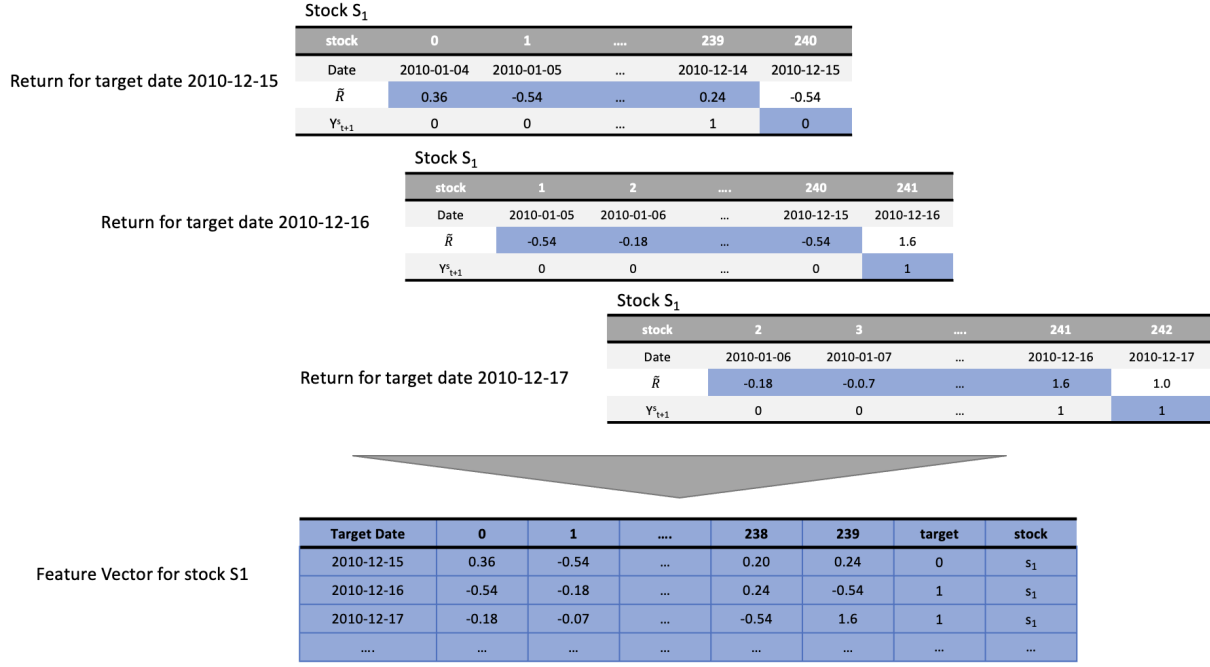 Stock S₁
stock 0 1 .... 239 240
Return for target date 2010-12-15
Date 2010-01-04 2010-01-05 ... 2010-12-14 2010-12-15
R̃ 0.36 -0.54 ... 0.24 -0.54
Yˢₜ₊₁ 0 0 ... 1 0
Stock S₁
stock 1 2 .... 240 241
Return for target date 2010-12-16
Date 2010-01-05 2010-01-06 ... 2010-12-15 2010-12-16
R̃ -0.54 -0.18 ... -0.54 1.6
Yˢₜ₊₁ 0 0 ... 0 1
Stock S₁
stock 2 3 .... 241 242
Return for target date 2010-12-17
Date 2010-01-06 2010-01-07 ... 2010-12-16 2010-12-17
R̃ -0.18 -0.0.7 ... 1.6 1.0
Yˢₜ₊₁ 0 0 ... 1 1
Feature Vector for stock S1
Target Date 0 1 .... 238 239 target stock
2010-12-15 0.36 -0.54 ... 0.20 0.24 0 s₁
2010-12-16 -0.54 -0.18 ... 0.24 -0.54 1 s₁
2010-12-17 -0.18 -0.07 ... -0.54 1.6 1 s₁
.... ... ... ... ... ... ... ...